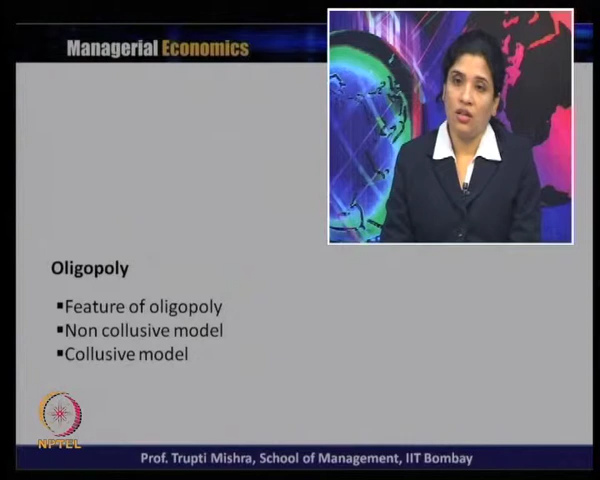 Managerial Economics
Oligopoly
▪Feature of oligopoly
▪Non collusive model
▪Collusive model
NPTEL
Prof. Trupti Mishra, School of Management, IIT Bombay